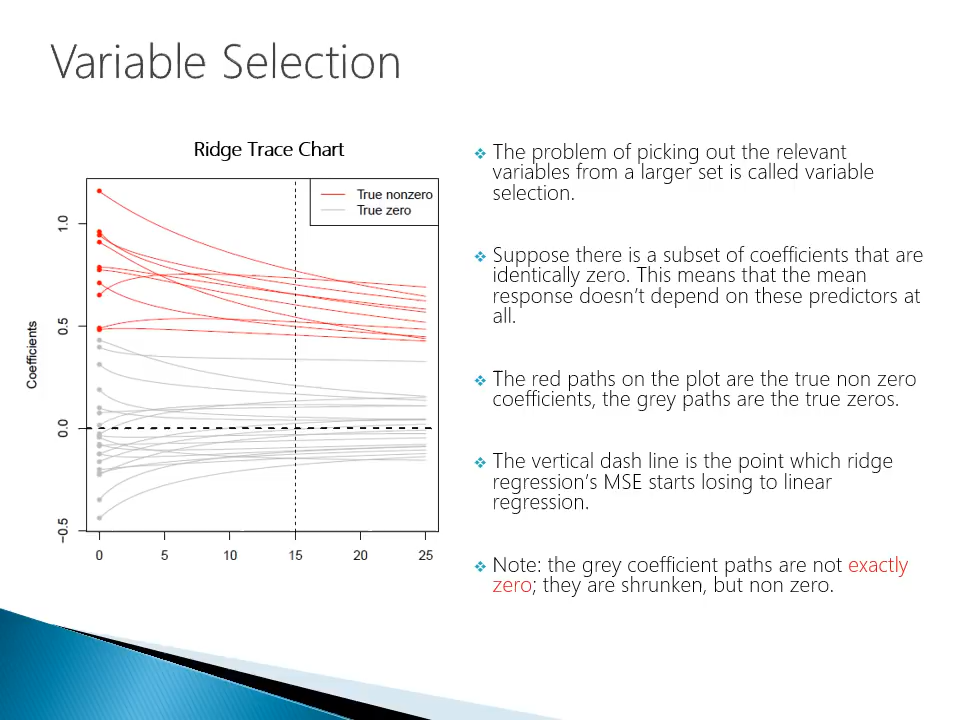 Variable Selection
Ridge Trace Chart
True nonzero
True zero
Coefficients
1.0
0.5
0.0
−0.5
0
5
10
15
20
25
❖ The problem of picking out the relevant
variables from a larger set is called variable
selection.
❖ Suppose there is a subset of coefficients that are
identically zero. This means that the mean
response doesn’t depend on these predictors at
all.
❖ The red paths on the plot are the true non zero
coefficients, the grey paths are the true zeros.
❖ The vertical dash line is the point which ridge
regression’s MSE starts losing to linear
regression.
❖ Note: the grey coefficient paths are not exactly
zero; they are shrunken, but non zero.